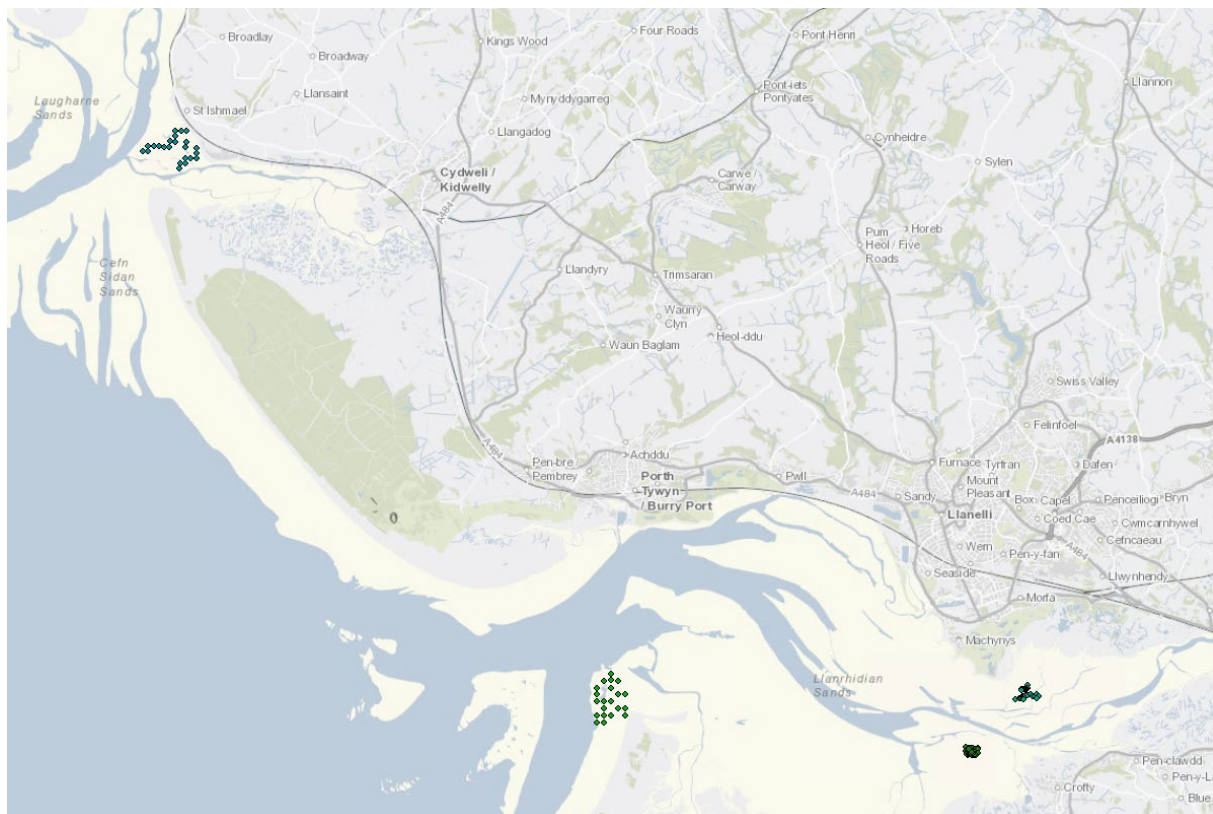 Broadlay
Kings Wood
Four Roads
Pont Henri
Broadway
Llansaint
Pont-iets /
Pontyates
Llannon
Laugharne
Sands
St Ishmael
Mynyddygarreg
Llangadog
Cynheidre
Sylen
Cydweli /
Kidwelly
Carwe /
Carway
A484
Pum
Heol / Five
Roads
Horeb
Cefn
Sidan
Sands
Llandyry
Trimsaran
Waun Baglam
Heol-ddu
Clyn
Swiss Valley
Felinfoel
A4138
A484
Pen-bre
Pembrey
Achddu
Porth
Tywyn
/ Burry Port
Pwll
A484
Furnace
Tyrfran
Dafen
Mount
Pleasant
Sandy
Box
Capel
Penceiliogi
Bryn
Llanelli
Coed Cae
Cwmcarnhywel
Wern
Pen-y-fan
A484
Cefncaeau
Seaside
Llwynhendy
Morfa
Machynys
Llanrhidian
Sands
Pen-clawdd
Crofty
Pen-y-L
Blue